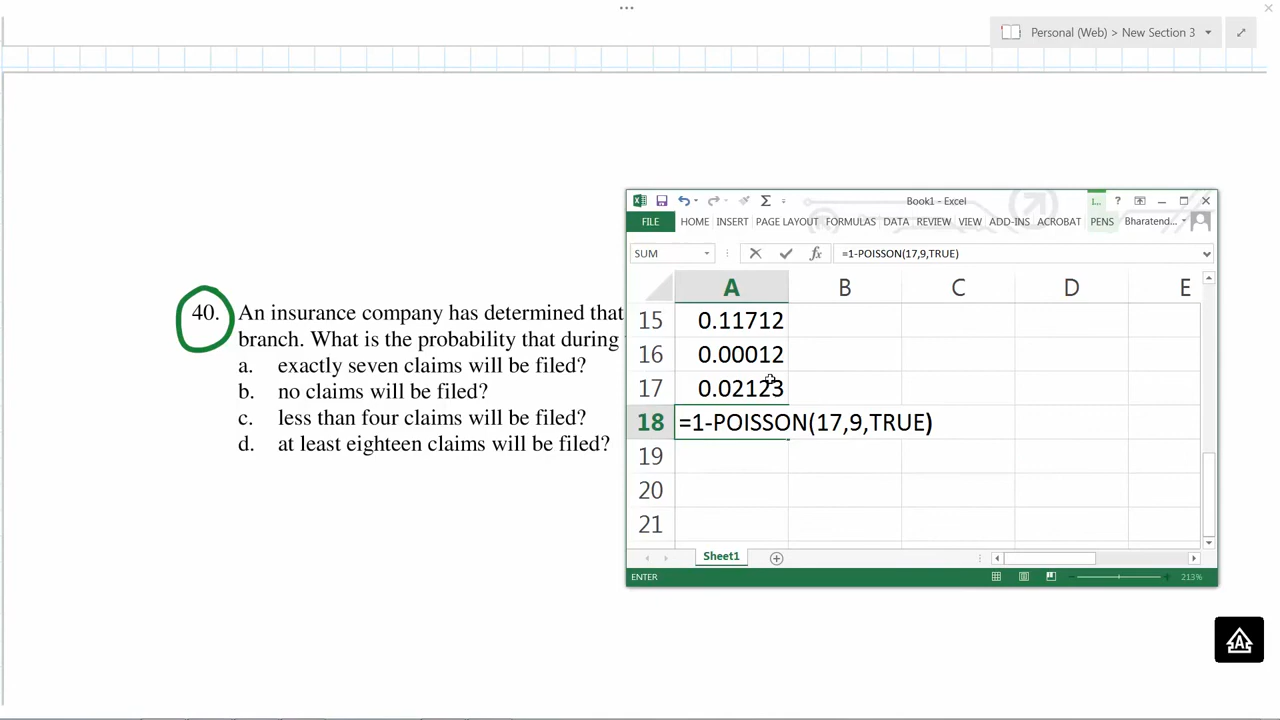 Personal (Web) > New Section 3
Book1 - Excel
FILE HOME INSERT PAGE LAYOUT FORMULAS DATA REVIEW VIEW ADD-INS ACROBAT PENS Bharatend...
SUM fx =1-POISSON(17,9,TRUE)
A B C D E
15 0.11712
16 0.00012
17 0.02123
18 =1-POISSON(17,9,TRUE)
19
20
21
Sheet1
ENTER 213%
40. An insurance company has determined that
branch. What is the probability that during
a. exactly seven claims will be filed?
b. no claims will be filed?
c. less than four claims will be filed?
d. at least eighteen claims will be filed?
A